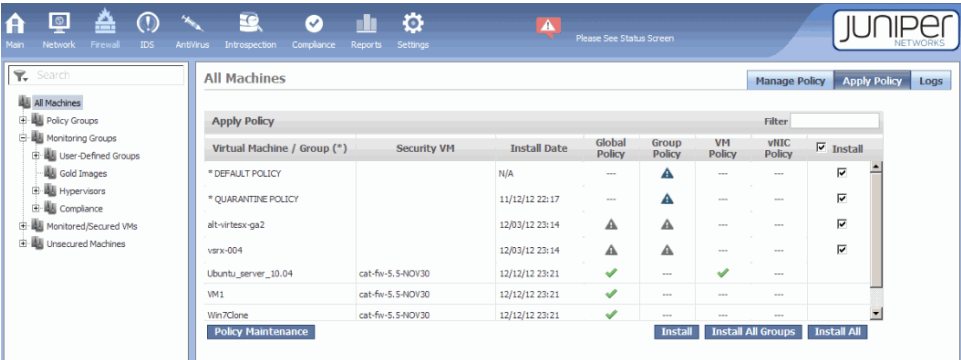 JUNIPER
NETWORKS
Main Network Firewall IDS AntiVirus Introspection Compliance Reports Settings
Please See Status Screen
Search
All Machines
Policy Groups
Monitoring Groups
User-Defined Groups
Gold Images
Hypervisors
Compliance
Monitored/Secured VMs
Unsecured Machines
All Machines
Manage Policy Apply Policy Logs
Apply Policy Filter
Virtual Machine / Group (*) Security VM Install Date Global Policy Group Policy VM Policy vNIC Policy Install
* DEFAULT POLICY N/A --- --- ---
* QUARANTINE POLICY 11/12/12 22:17 --- --- ---
alt-virtesx-ga2 12/03/12 23:14 --- ---
vsrx-004 12/03/12 23:14 --- ---
Ubuntu_server_10.04 cat-fw-5.5-NOV30 12/12/12 23:21 --- ---
VM1 cat-fw-5.5-NOV30 12/12/12 23:21 --- --- ---
Win7Clone cat-fw-5.5-NOV30 12/12/12 23:21 --- --- ---
Policy Maintenance Install Install All Groups Install All